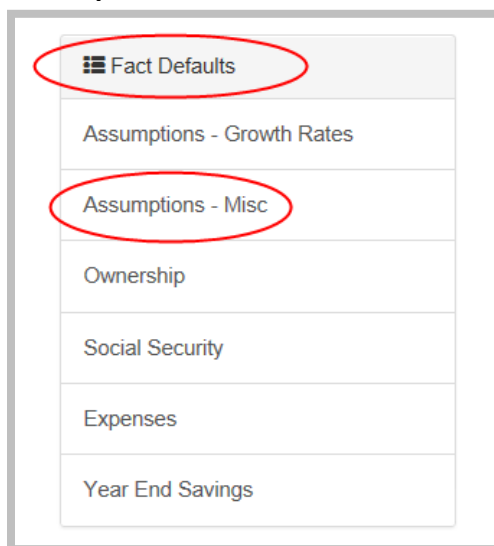 Fact Defaults
Assumptions - Growth Rates
Assumptions - Misc
Ownership
Social Security
Expenses
Year End Savings